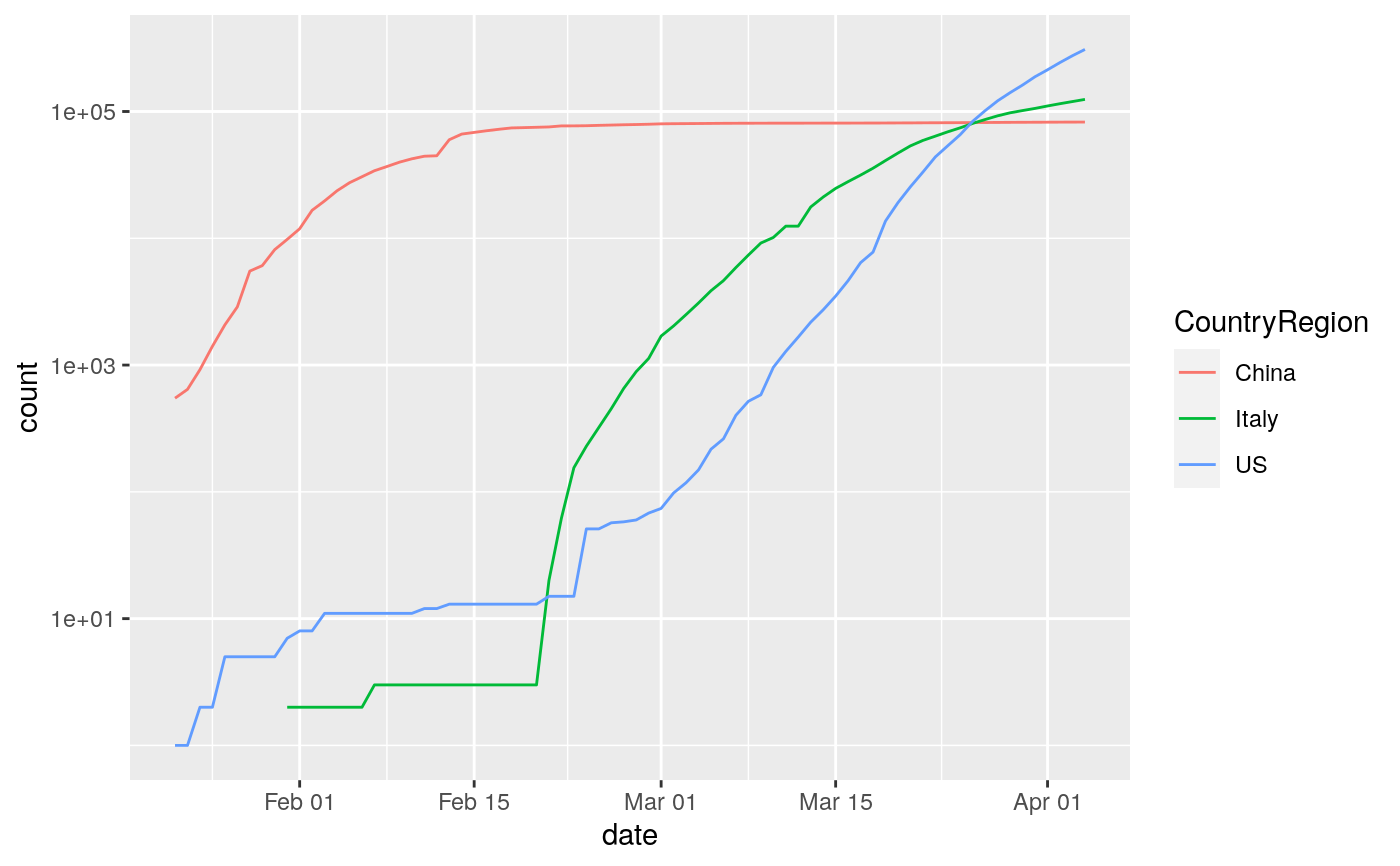 1e+05
1e+03
1e+01
count
Feb 01
Feb 15
Mar 01
Mar 15
Apr 01
date
CountryRegion
China
Italy
US